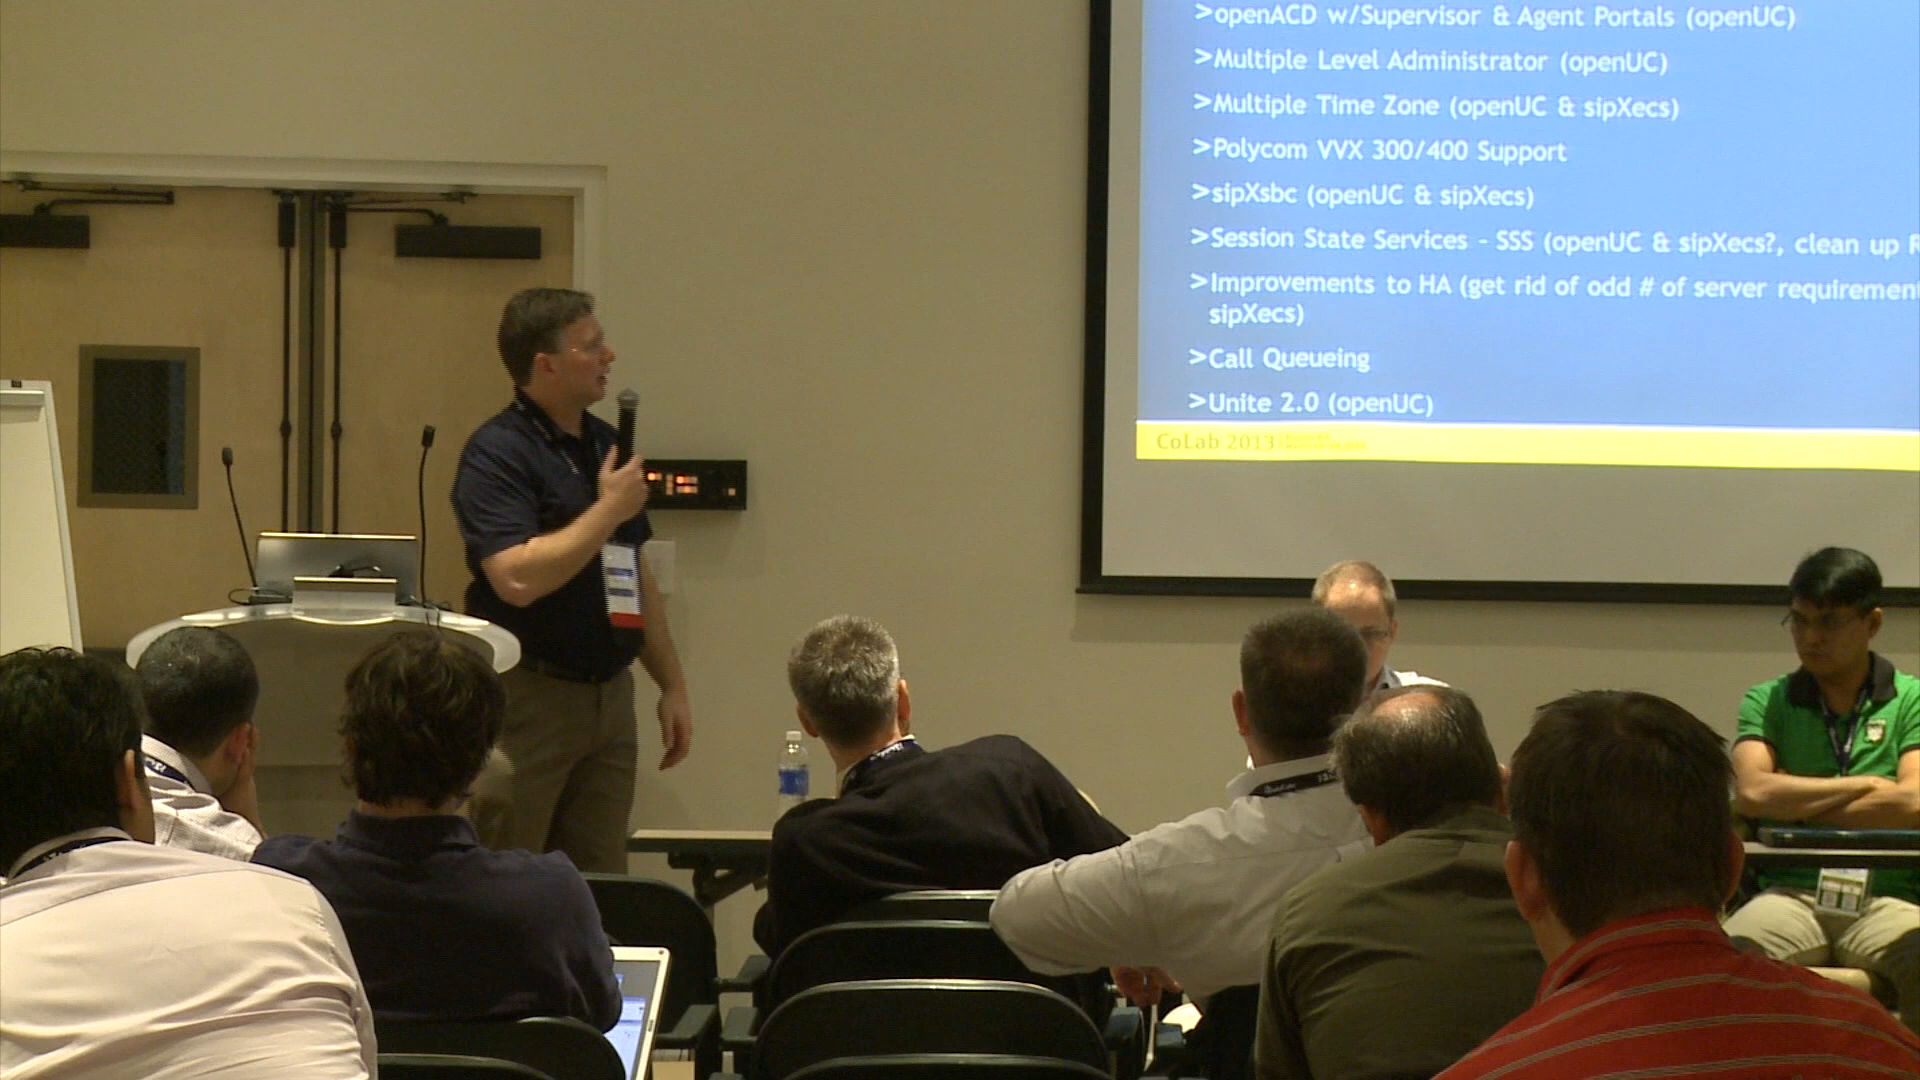 >openACD w/Supervisor & Agent Portals (openUC)
>Multiple Level Administrator (openUC)
>Multiple Time Zone (openUC & sipXecs)
>Polycom VVX 300/400 Support
>sipXsbc (openUC & sipXecs)
>Session State Services - SSS (openUC & sipXecs?, clean up
>Improvements to HA (get rid of odd # of server requirement
sipXecs)
>Call Queueing
>Unite 2.0 (openUC)
CoLab 2013